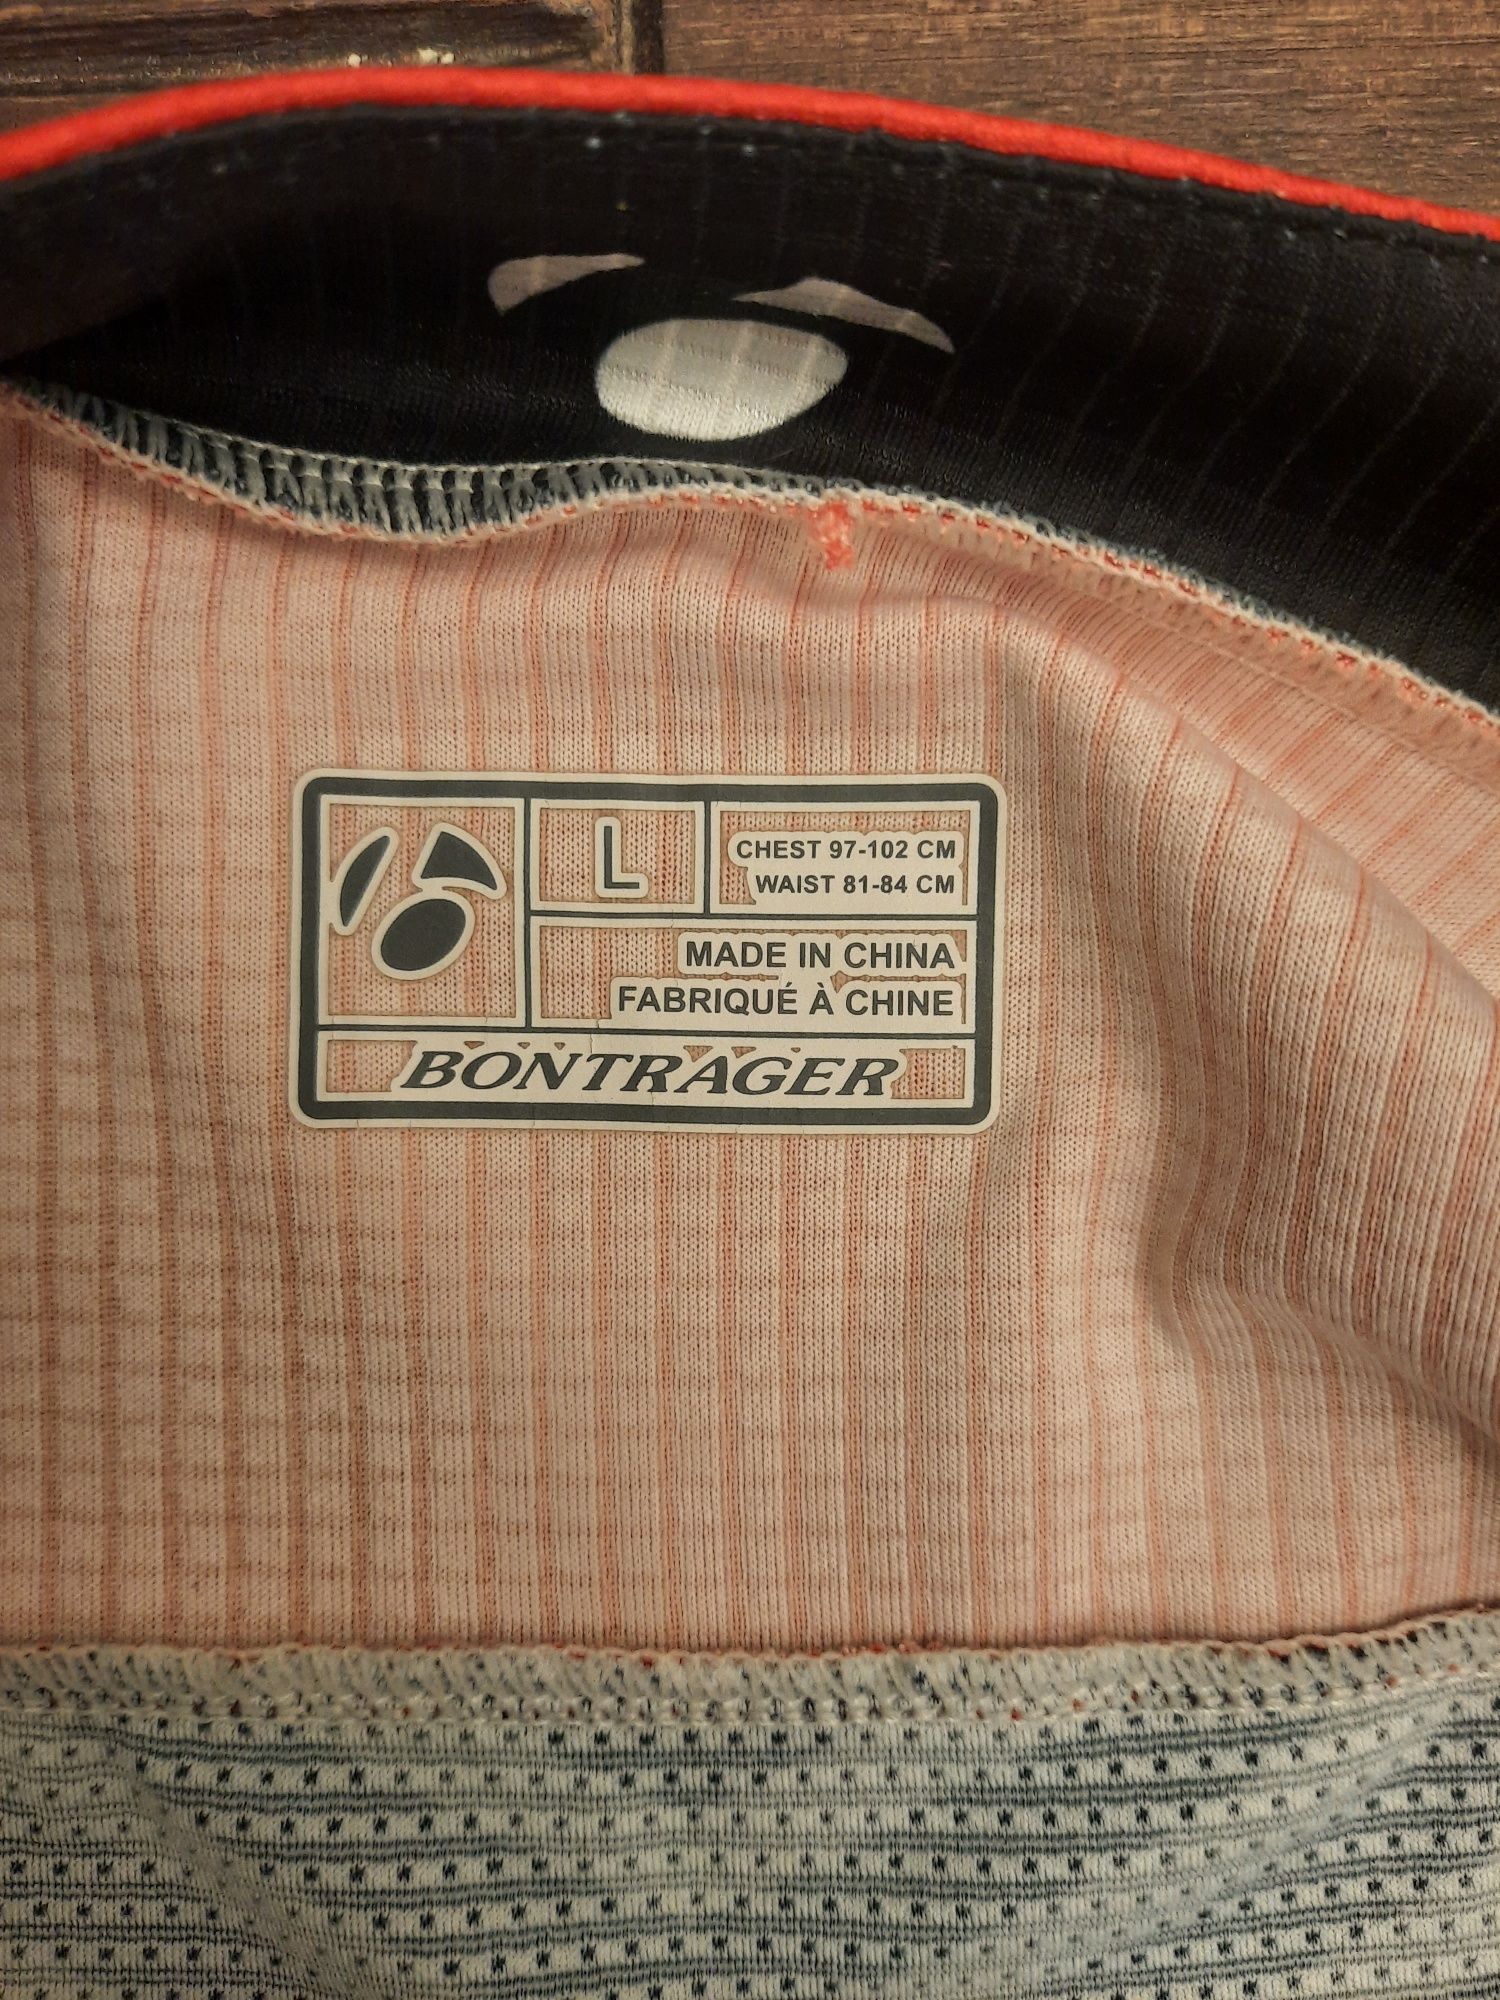 L
CHEST 97-102 CM
WAIST 81-84 CM
MADE IN CHINA
FABRIQUÉ À CHINE
BONTRAGER